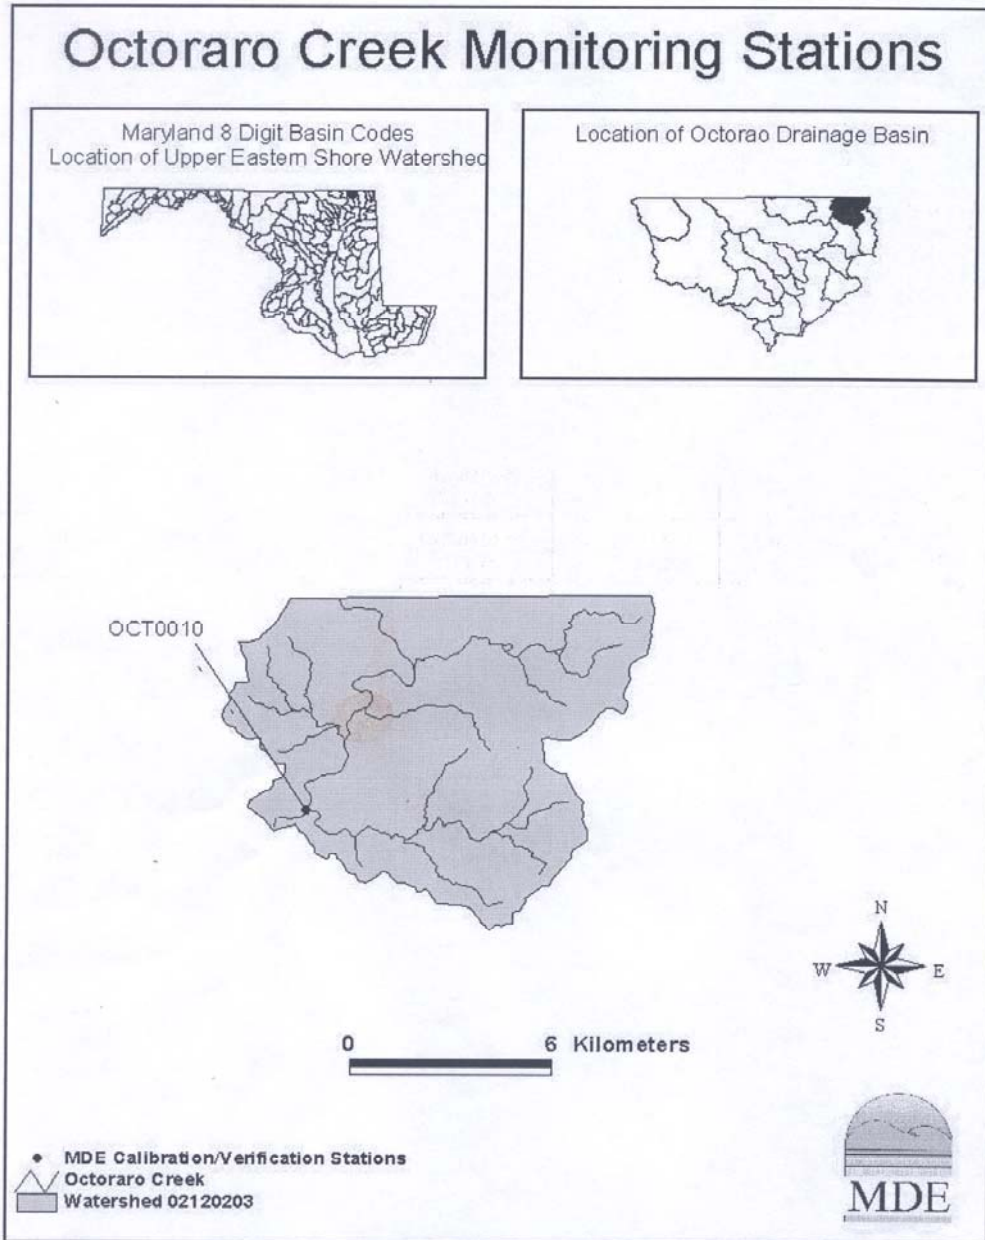 Octoraro Creek Monitoring Stations
Maryland 8 Digit Basin Codes
Location of Upper Eastern Shore Watershed
Location of Octorao Drainage Basin
OCT0010
N
W E
S
0 6 Kilometers
MDE Calibration/Verification Stations
Octoraro Creek
Watershed 02120203
MDE